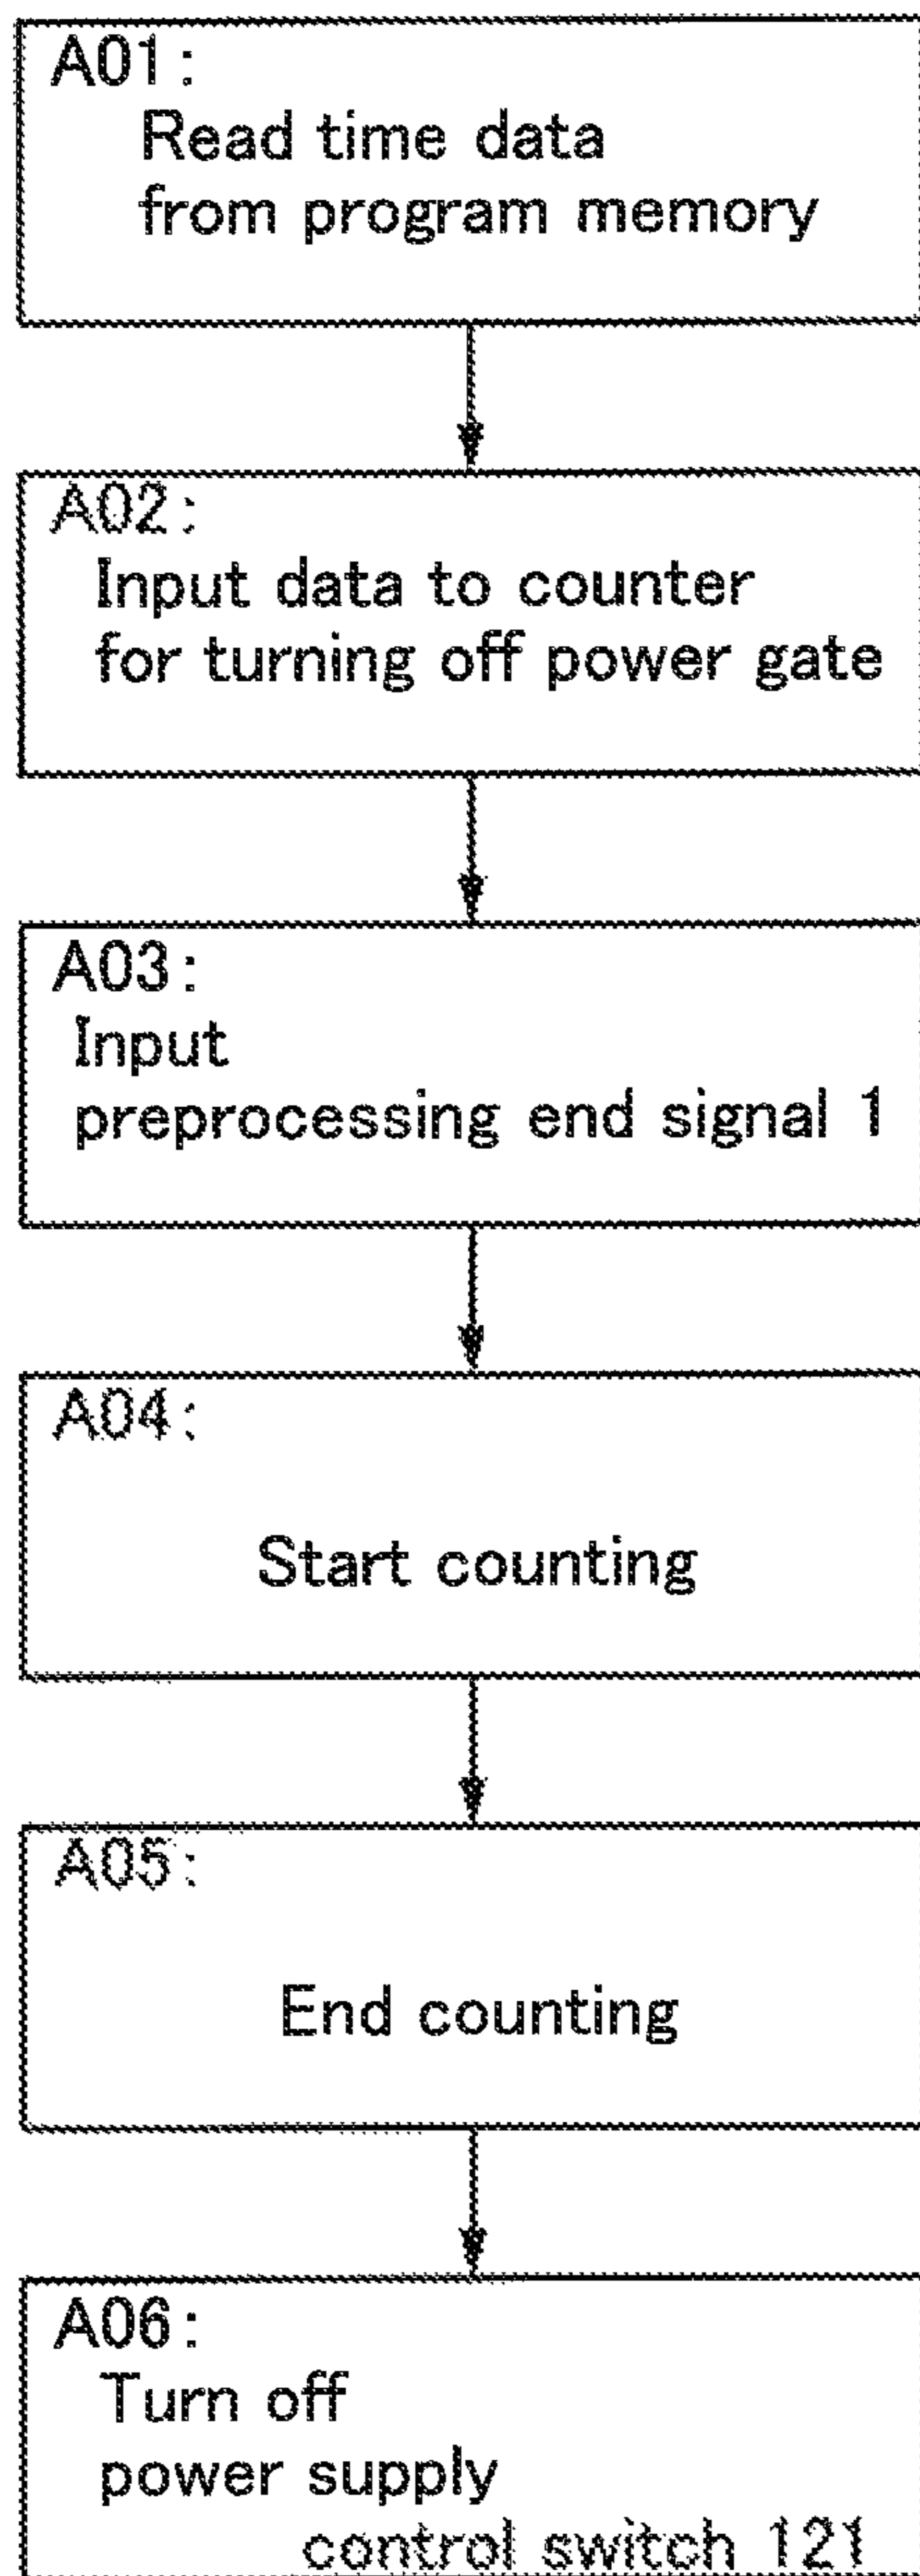 A01:
Read time data
from program memory
A02:
Input data to counter
for turning off power gate
A03:
Input
preprocessing end signal 1
A04:
Start counting
A05:
End counting
A06:
Turn off
power supply
control switch 121